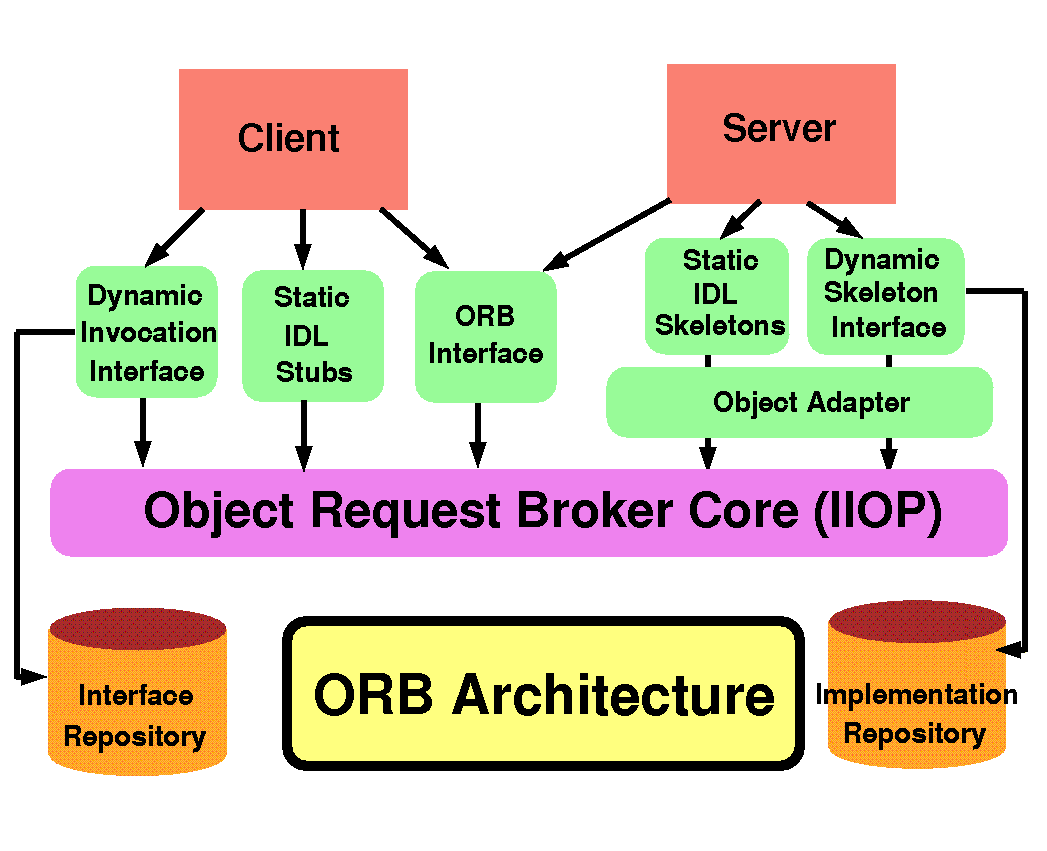 Client
Server
Dynamic
Invocation
Interface
Static
IDL
Stubs
ORB
Interface
Static
IDL
Skeletons
Dynamic
Skeleton
Interface
Object Adapter
Object Request Broker Core (IIOP)
Interface
Repository
ORB Architecture
Implementation
Repository